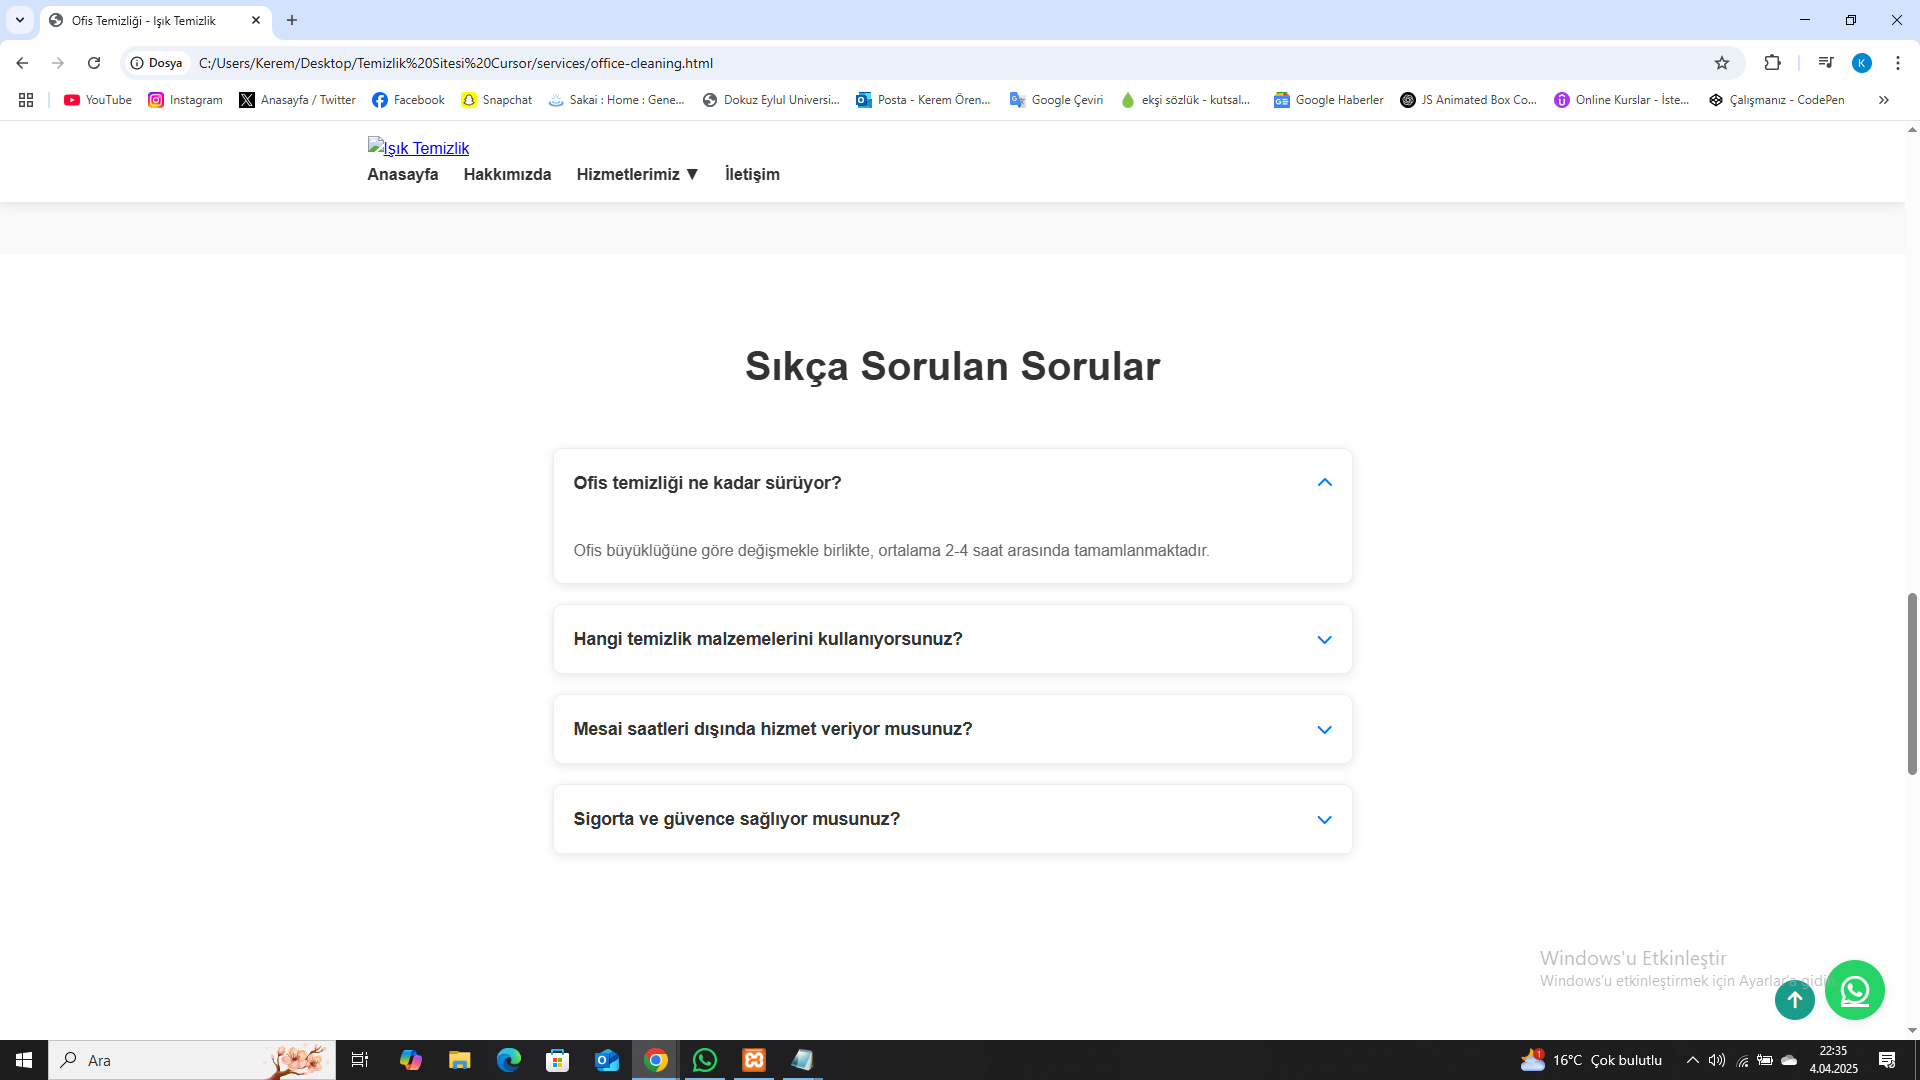 Ofis Temizliği - Işık Temizlik
Dosya
C:/Users/Kerem/Desktop/Temizlik%20Sitesi%20Cursor/services/office-cleaning.html
K
YouTube
Instagram
Anasayfa / Twitter
Facebook
Snapchat
Sakai : Home : Gene...
Dokuz Eylul Universi...
Posta - Kerem Ören...
Google Çeviri
ekşi sözlük - kutsal...
Google Haberler
JS Animated Box Co...
Online Kurslar - İste...
Çalışmanız - CodePen
Işık Temizlik
Anasayfa
Hakkımızda
Hizmetlerimiz ▼
İletişim
Sıkça Sorulan Sorular
Ofis temizliği ne kadar sürüyor?
Ofis büyüklüğüne göre değişmekle birlikte, ortalama 2-4 saat arasında tamamlanmaktadır.
Hangi temizlik malzemelerini kullanıyorsunuz?
Mesai saatleri dışında hizmet veriyor musunuz?
Sigorta ve güvence sağlıyor musunuz?
Windows'u Etkinleştir
Windows'u etkinleştirmek için Ayarlar'a gidin.
Ara
1
16°C Çok bulutlu
22:35
4.04.2025